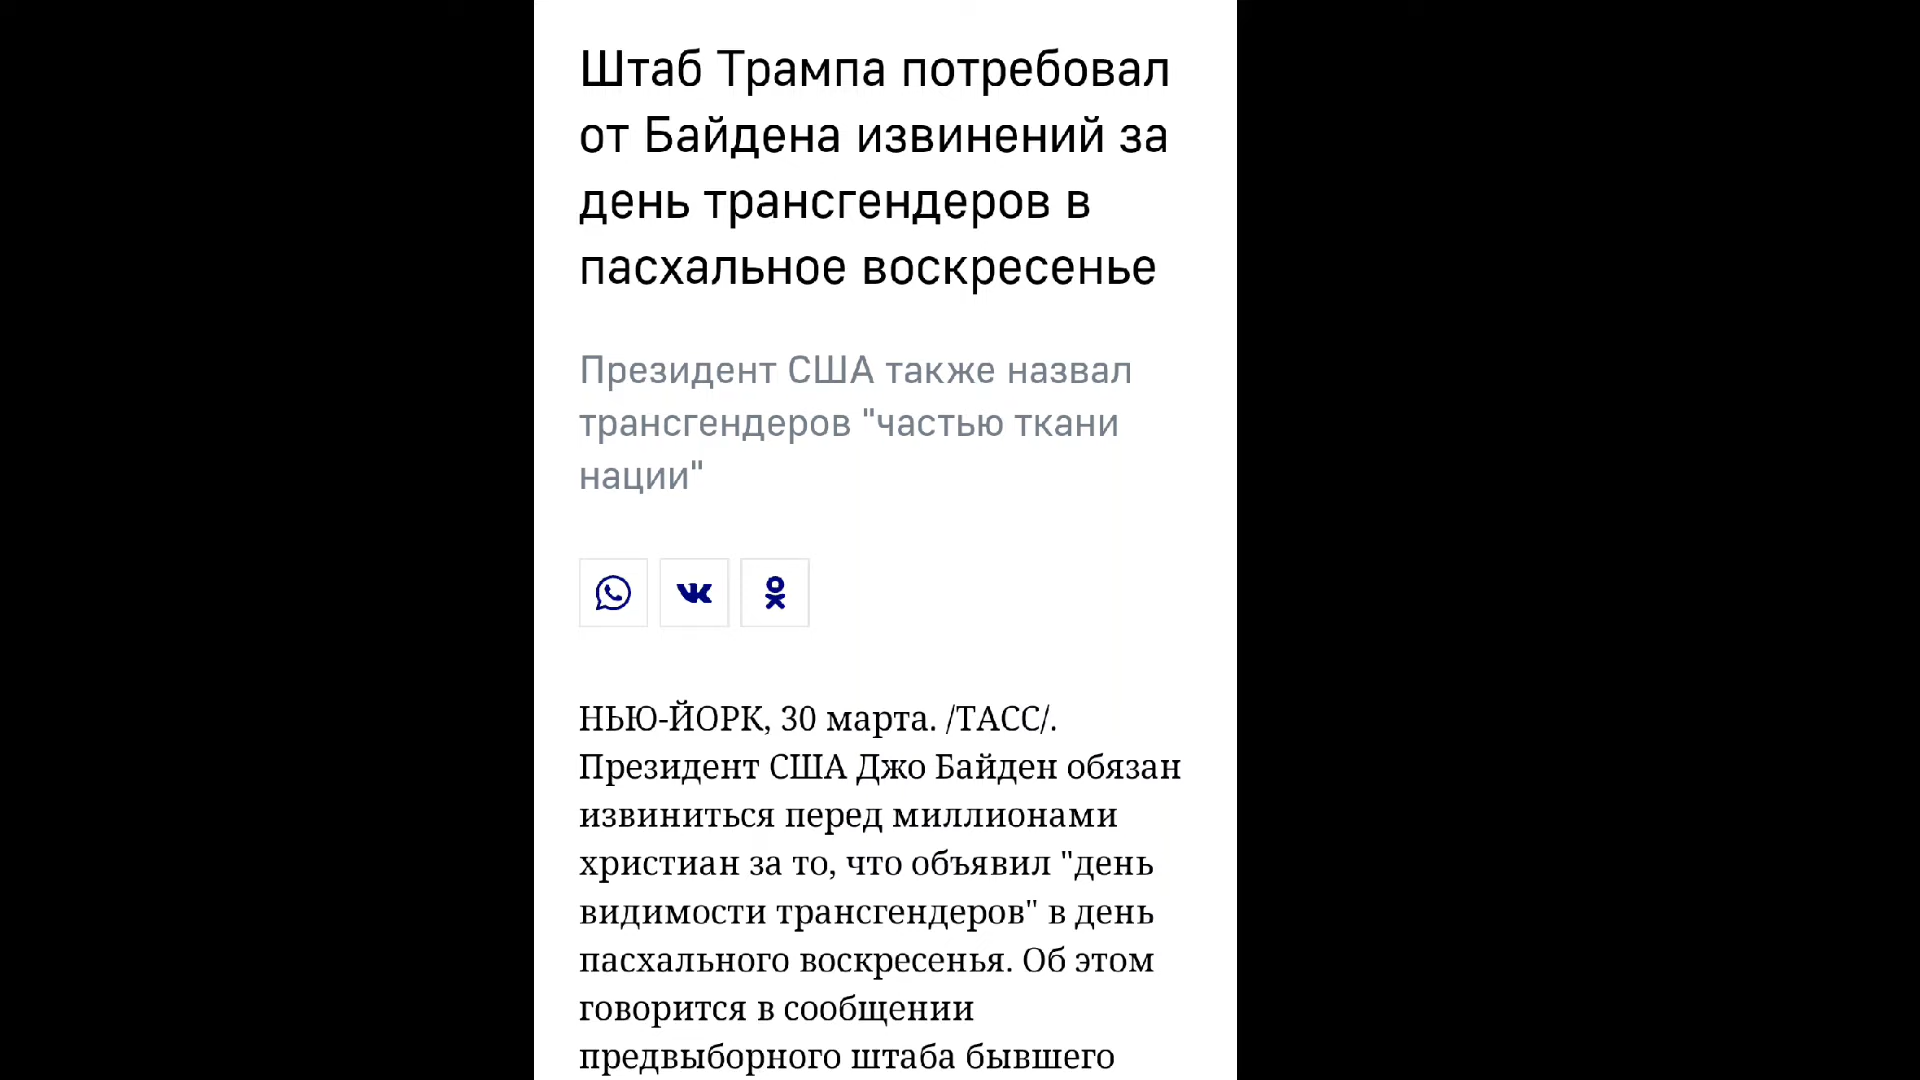 Штаб Трампа потребовал
от Байдена извинений за
день трансгендеров в
пасхальное воскресенье
Президент США также назвал
трансгендеров "частью ткани
нации"
НЬЮ-ЙОРК, 30 марта. /ТАСС/.
Президент США Джо Байден обязан
извиниться перед миллионами
христиан за то, что объявил "день
видимости трансгендеров" в день
пасхального воскресенья. Об этом
говорится в сообщении
предвыборного штаба бывшего